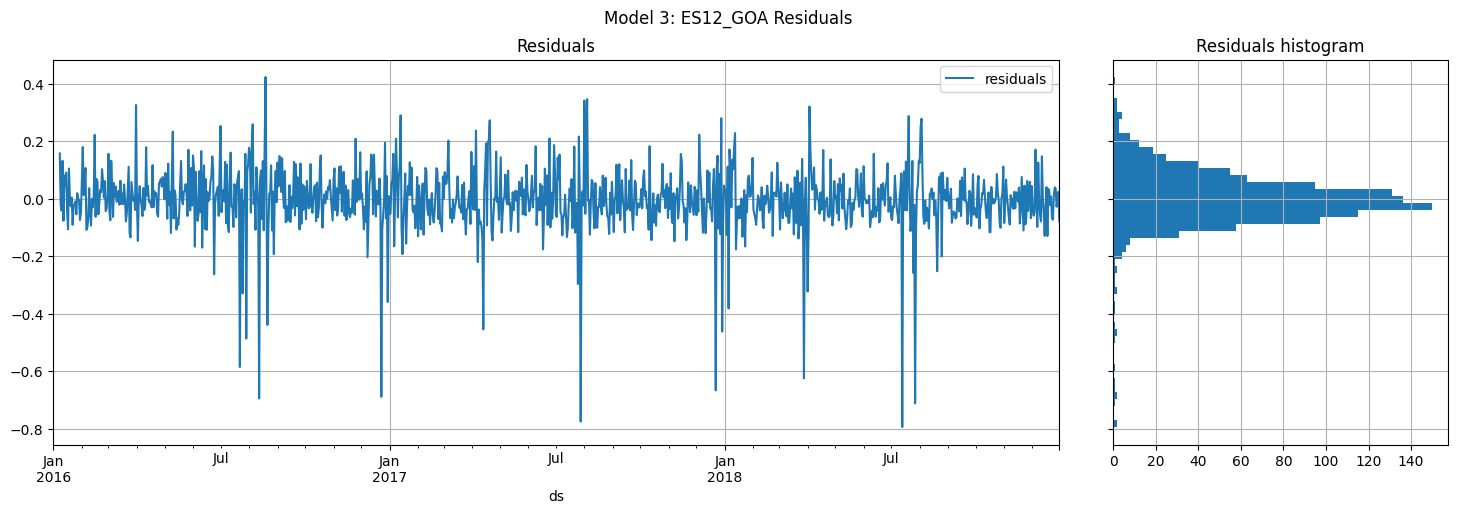 Model 3: ES12_GOA Residuals
Residuals
Residuals histogram
residuals
0.4
0.2
0.0
−0.2
−0.4
−0.6
−0.8
Jan
2016
Jul
Jan
2017
Jul
Jan
2018
Jul
ds
0 20 40 60 80 100 120 140